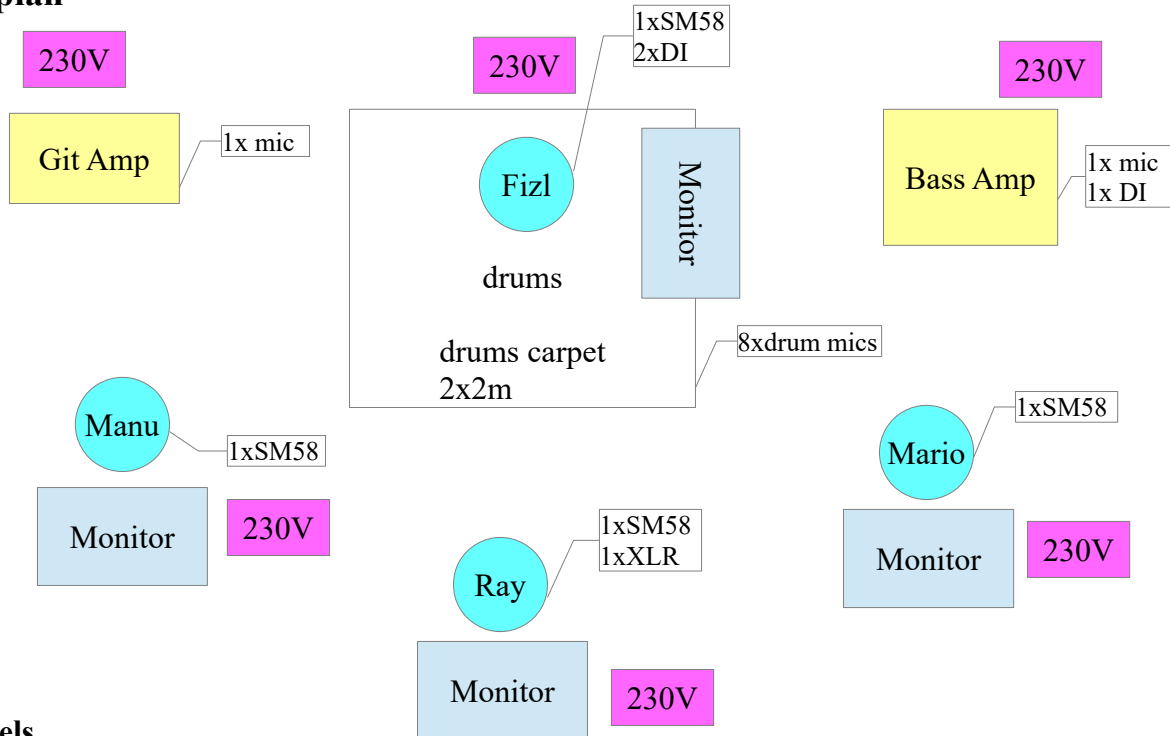 230V
230V
1xSM58
2xDI
230V
Git Amp
1x mic
Fizl
Monitor
Bass Amp
1x mic
1x DI
drums
drums carpet
2x2m
8xdrum mics
Manu
1xSM58
Mario
1xSM58
Monitor
230V
Ray
1xSM58
1xXLR
Monitor
230V
Monitor
230V